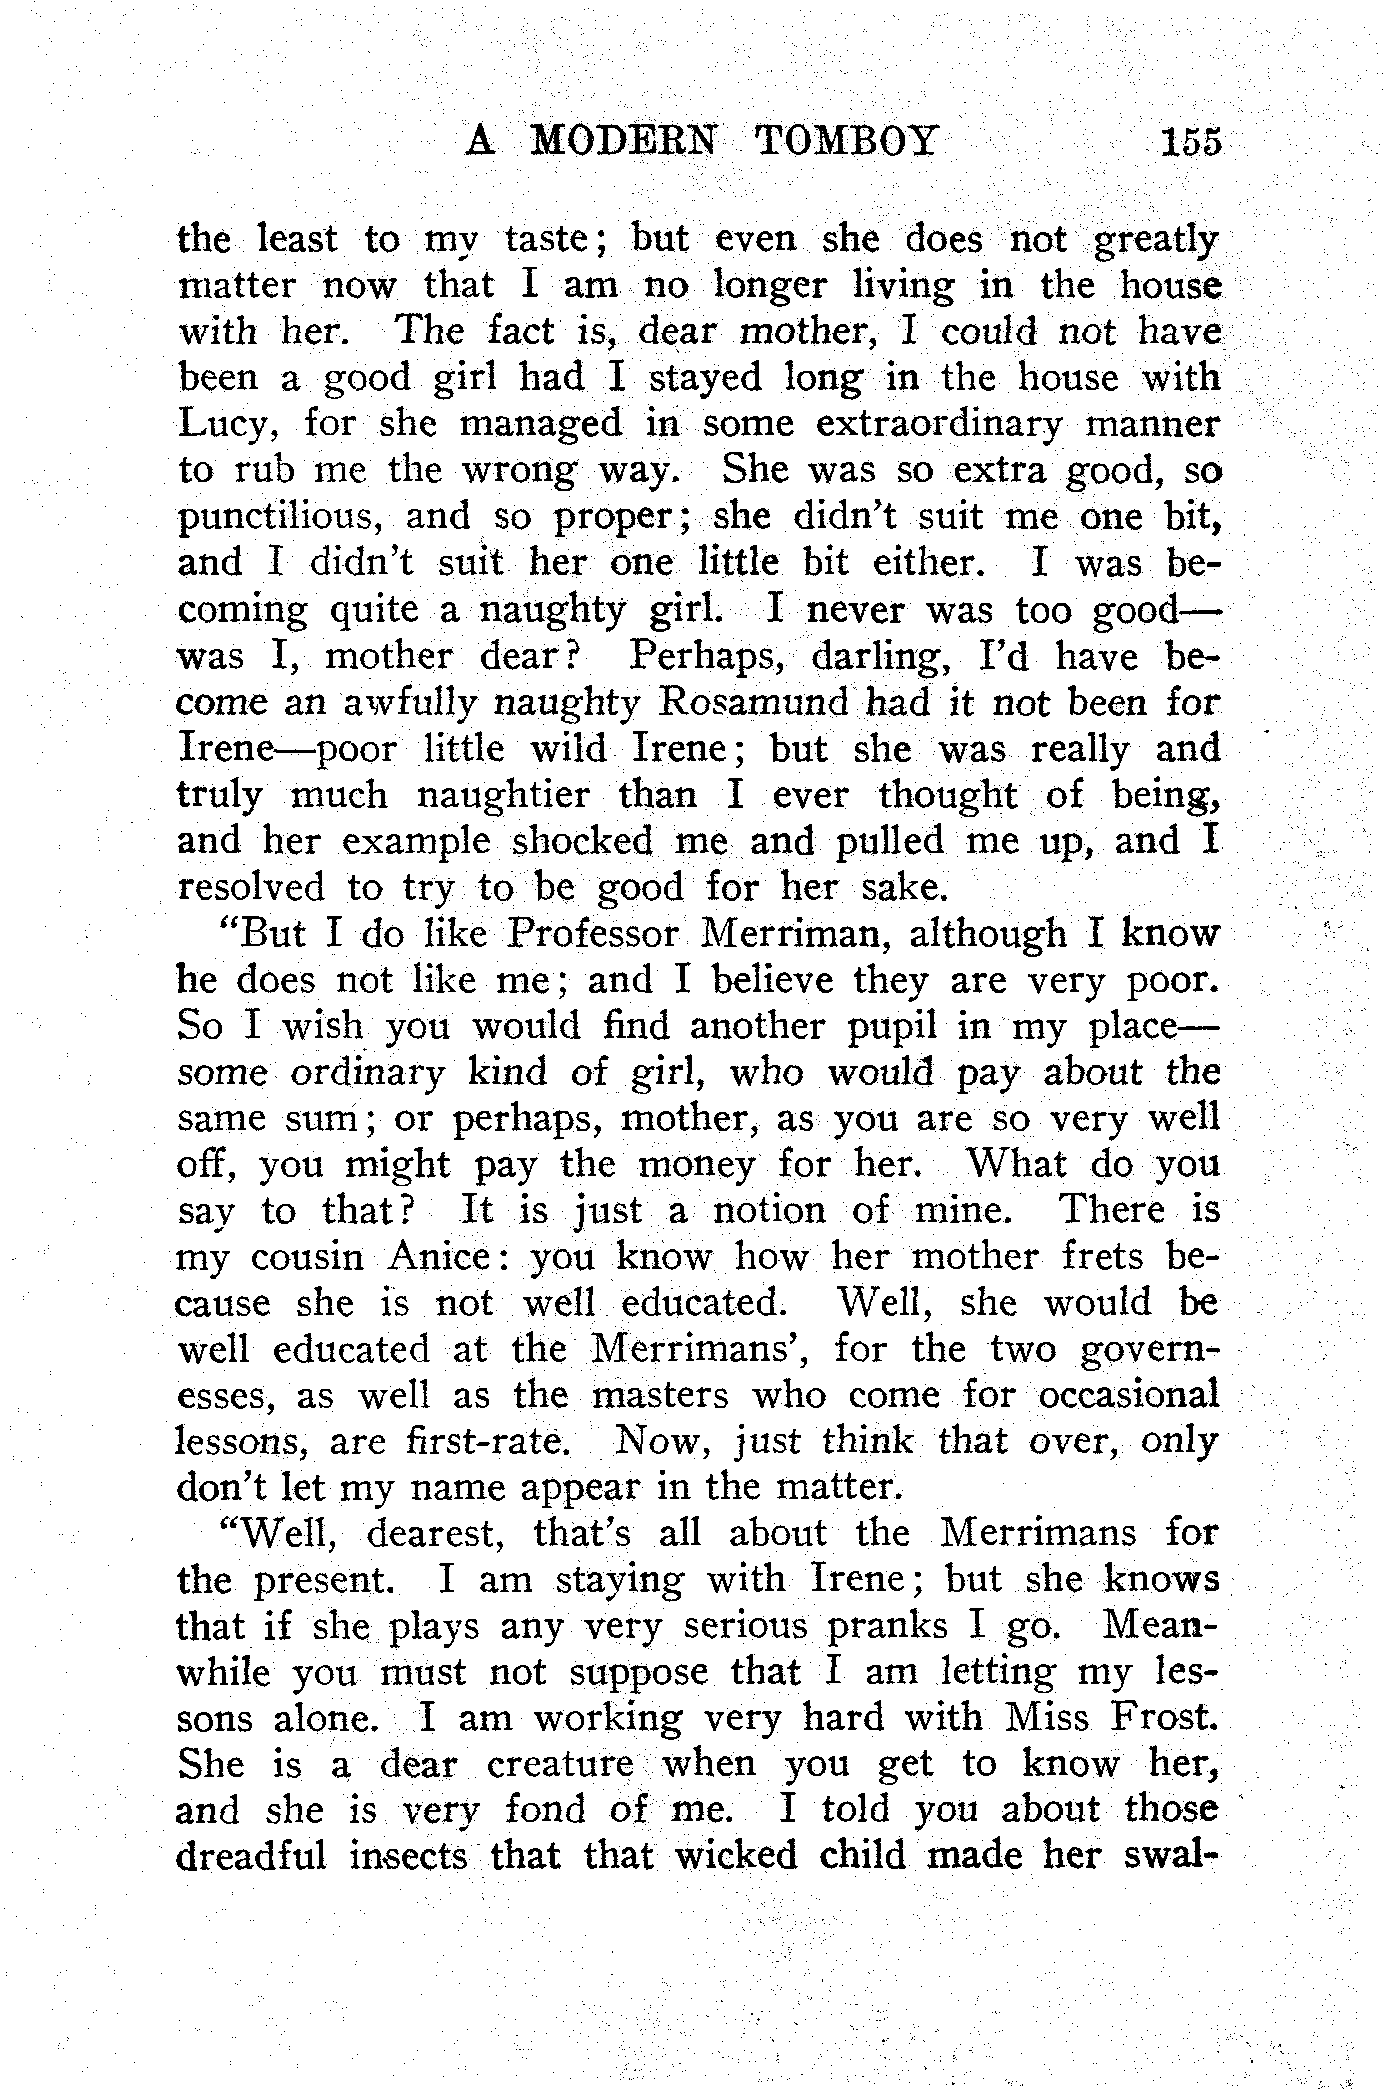 A MODERN TOMBOY 155
the least to my taste; but even she does not greatly
matter now that I am no longer living in the house
with her. The fact is, dear mother, I could not have
been a good girl had I stayed long in the house with
Lucy, for she managed in some extraordinary manner
to rub me the wrong way. She was so extra good, so
punctilious, and so proper; she didn't suit me one bit,
and I didn't suit her one little bit either. I was be-
coming quite a naughty girl. I never was too good—
was I, mother dear? Perhaps, darling, I'd have be-
come an awfully naughty Rosamund had it not been for
Irene—poor little wild Irene; but she was really and
truly much naughtier than I ever thought of being,
and her example shocked me and pulled me up, and I
resolved to try to be good for her sake.
"But I do like Professor Merriman, although I know
he does not like me; and I believe they are very poor.
So I wish you would find another pupil in my place—
some ordinary kind of girl, who would pay about the
same sum; or perhaps, mother, as you are so very well
off, you might pay the money for her. What do you
say to that? It is just a notion of mine. There is
my cousin Anice: you know how her mother frets be-
cause she is not well educated. Well, she would be
well educated at the Merrimans', for the two govern-
esses, as well as the masters who come for occasional
lessons, are first-rate. Now, just think that over, only
don't let my name appear in the matter.
"Well, dearest, that's all about the Merrimans for
the present. I am staying with Irene; but she knows
that if she plays any very serious pranks I go. Mean-
while you must not suppose that I am letting my les-
sons alone. I am working very hard with Miss Frost.
She is a dear creature when you get to know her,
and she is very fond of me. I told you about those
dreadful insects that that wicked child made her swal-